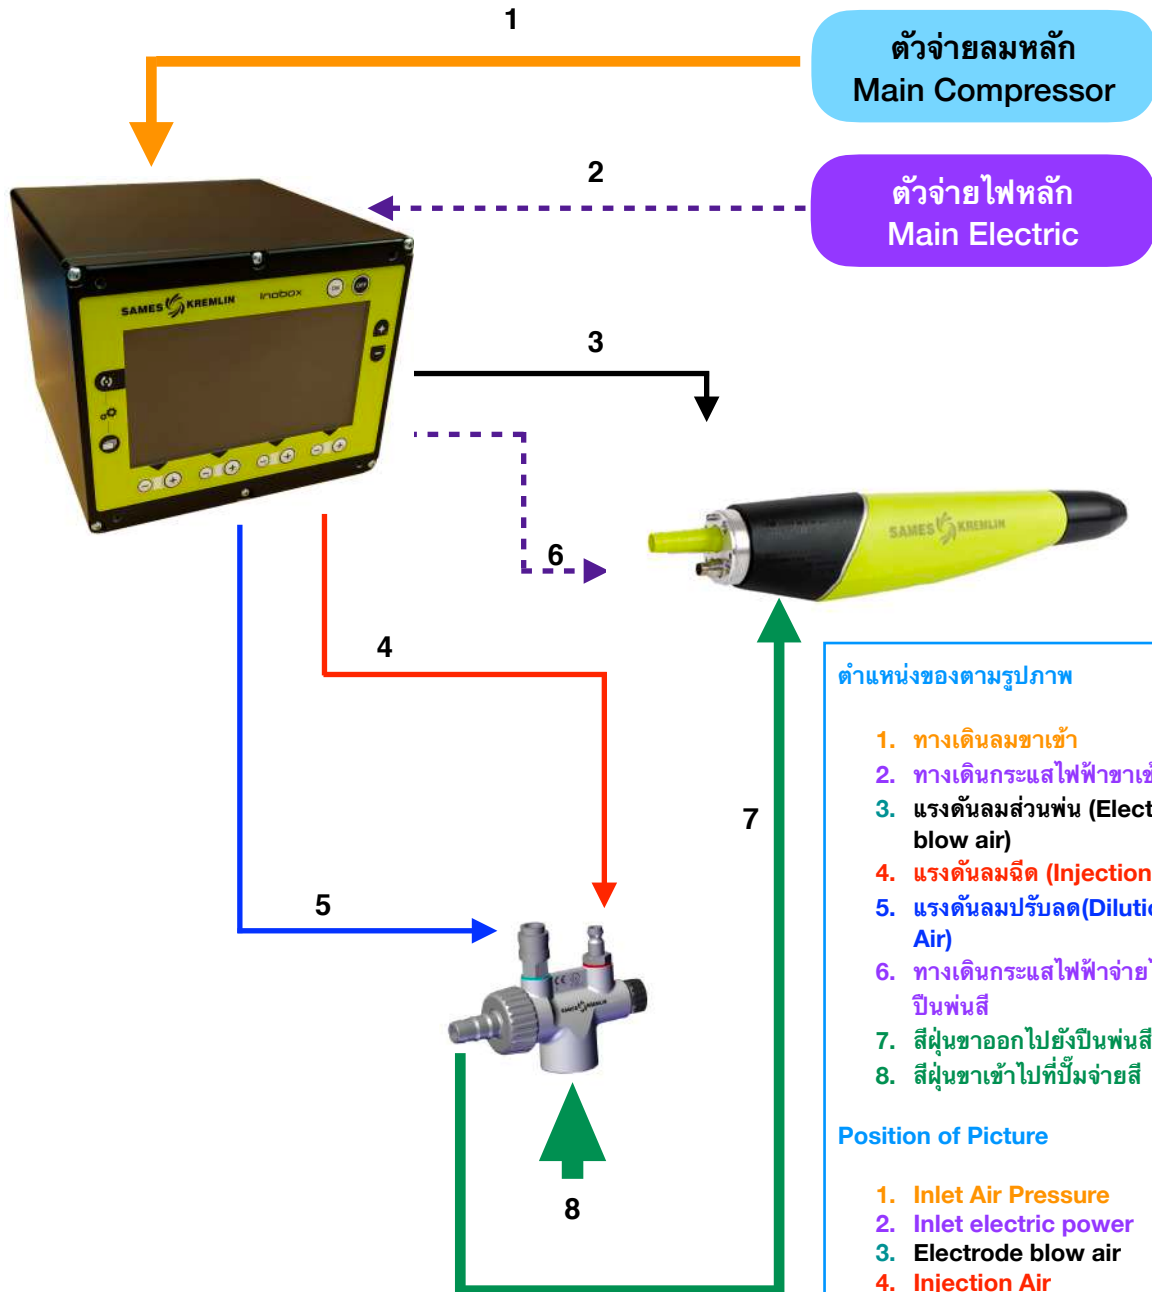 1
ตัวจ่ายลมหลัก
Main Compressor
2
ตัวจ่ายไฟหลัก
Main Electric
SAMES KREMLIN
Inobox
ON
OFF
3
SAMES KREMLIN
6
4
7
5
SAMES KREMLIN
8
ตำแหน่งของตามรูปภาพ
1. ทางเดินลมขาเข้า
2. ทางเดินกระแสไฟฟ้าขาเข้
3. แรงดันลมส่วนพ่น (Elect
blow air)
4. แรงดันลมฉีด (Injection
5. แรงดันลมปรับลด(Diluti
Air)
6. ทางเดินกระแสไฟฟ้าจ่าย
ปืนพ่นสี
7. สีฝุ่นขาออกไปยังปืนพ่นสี
8. สีฝุ่นขาเข้าไปที่ปั๊มจ่ายสี
Position of Picture
1. Inlet Air Pressure
2. Inlet electric power
3. Electrode blow air
4. Injection Air